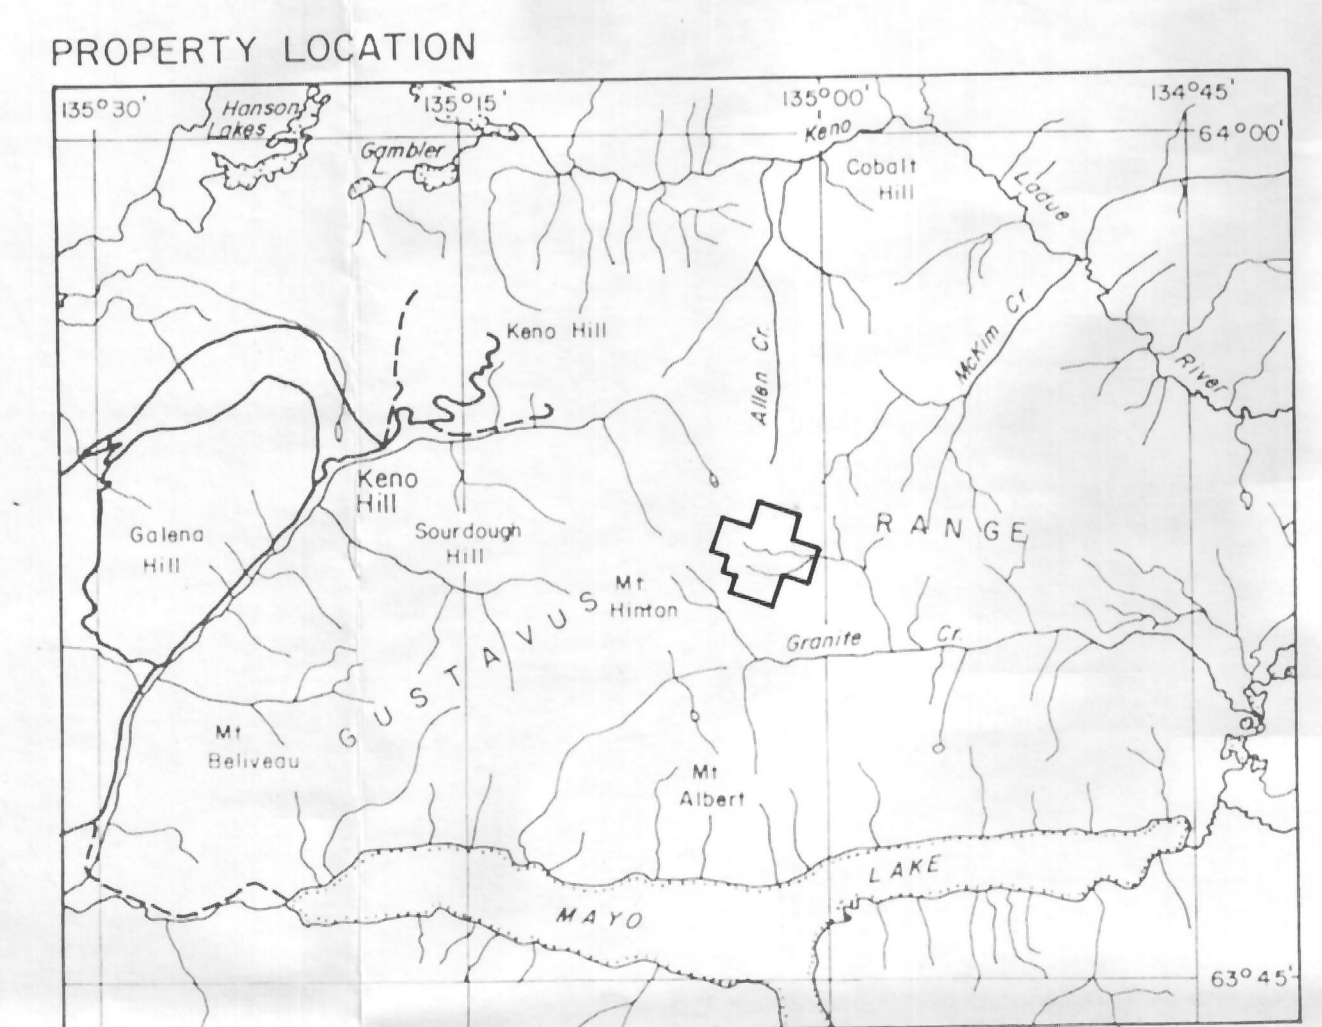 PROPERTY LOCATION
135°30'
Hanson
Lakes
135°15'
135°00'
134°45'
64°00'
Gambler
Keno
Cobalt
Hill
Ladue
River
Keno Hill
Allen Cr.
McKim Cr.
Keno
Hill
Galena
Hill
Sourdough
Hill
Mt.
Hinton
GUSTAVUS
RANGE
Granite Cr.
Mt.
Beliveau
Mt.
Albert
MAYO
LAKE
63°45'